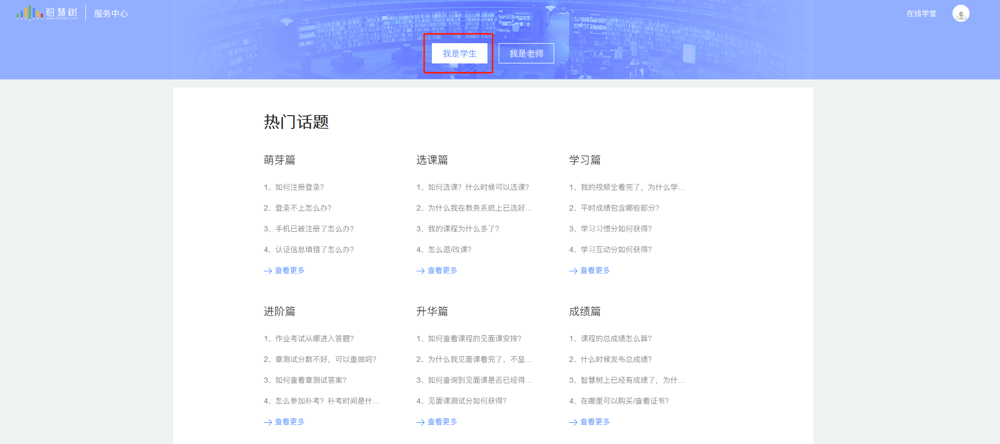 智慧树
www.zhihuishu.com
服务中心
在线学堂
我是学生
我是老师
热门话题
萌芽篇
1、如何注册登录?
2、登录不上怎么办?
3、手机已被注册了怎么办?
4、认证信息填错了怎么办?
查看更多
选课篇
1、如何选课? 什么时候可以选课?
2、为什么我在教务系统上已选好...
3、我的课程为什么多了?
4、怎么退/改课?
查看更多
学习篇
1、我的视频全看完了，为什么学...
2、平时成绩包含哪些部分?
3、学习习惯分如何获得?
4、学习互动分如何获得?
查看更多
进阶篇
1、作业考试从哪进入答题?
2、章测试分数不好，可以重做吗?
3、如何查看章测试答案?
4、怎么参加补考? 补考时间是什...
查看更多
升华篇
1、如何查看课程的见面课安排?
2、为什么我见面课看完了，不显...
3、如何查询到见面课是否已经得...
4、见面课测试分如何获得?
查看更多
成绩篇
1、课程的总成绩怎么算?
2、什么时候发布总成绩?
3、智慧树上已经有成绩了，为什...
4、在哪里可以购买/查看证书?
查看更多